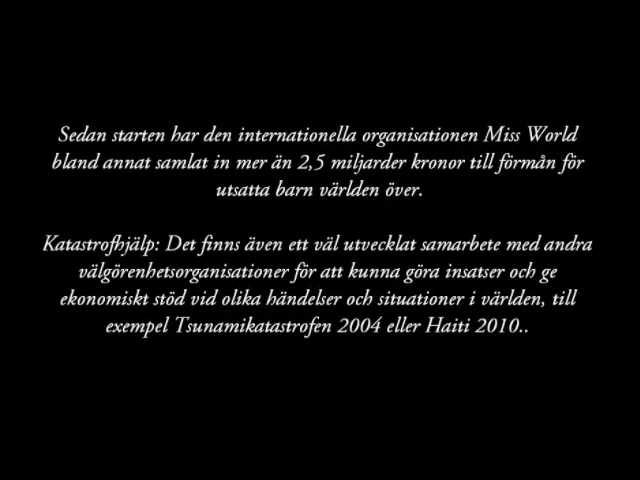 Sedan starten har den internationella organisationen Miss World
bland annat samlat in mer än 2,5 miljarder kronor till förmån för
utsatta barn världen över.
Katastrofhjälp: Det finns även ett väl utvecklat samarbete med andra
välgörenhetsorganisationer för att kunna göra insatser och ge
ekonomiskt stöd vid olika händelser och situationer i världen, till
exempel Tsunamikatastrofen 2004 eller Haiti 2010..